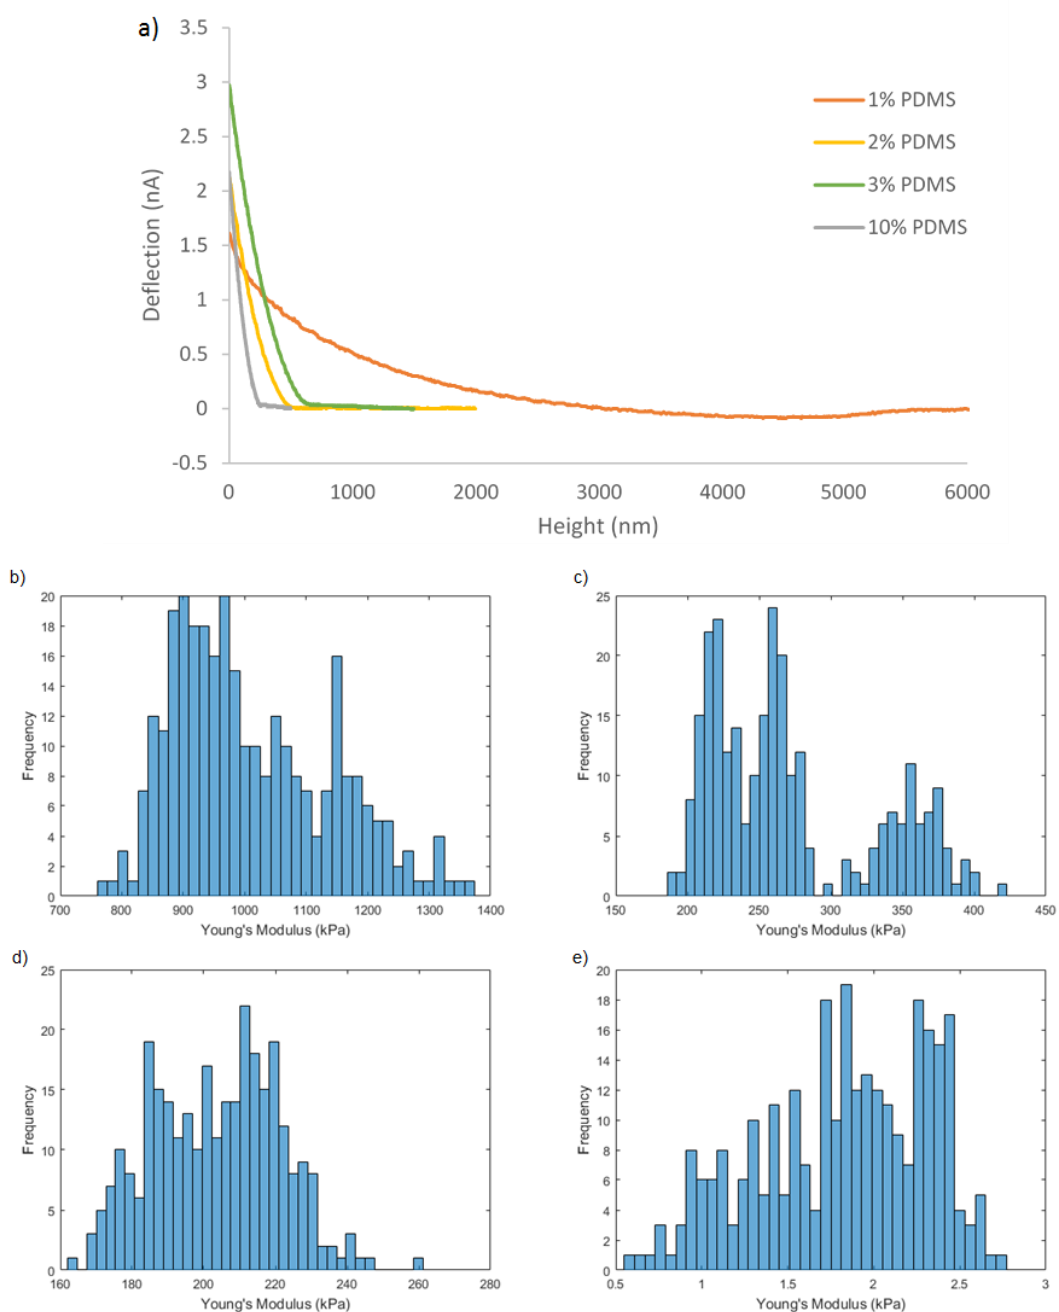 a)
3.5
3
2.5
2
1.5
1
0.5
0
-0.5
Deflection (nA)
1% PDMS
2% PDMS
3% PDMS
10% PDMS
0 1000 2000 3000 4000 5000 6000
Height (nm)
b)
20
18
16
14
12
10
8
6
4
2
0
Frequency
700 800 900 1000 1100 1200 1300 1400
Young's Modulus (kPa)
c)
25
20
15
10
5
0
Frequency
150 200 250 300 350 400 450
Young's Modulus (kPa)
d)
25
20
15
10
5
0
Frequency
160 180 200 220 240 260 280
Young's Modulus (kPa)
e)
20
18
16
14
12
10
8
6
4
2
0
Frequency
0.5 1 1.5 2 2.5 3
Young's Modulus (kPa)